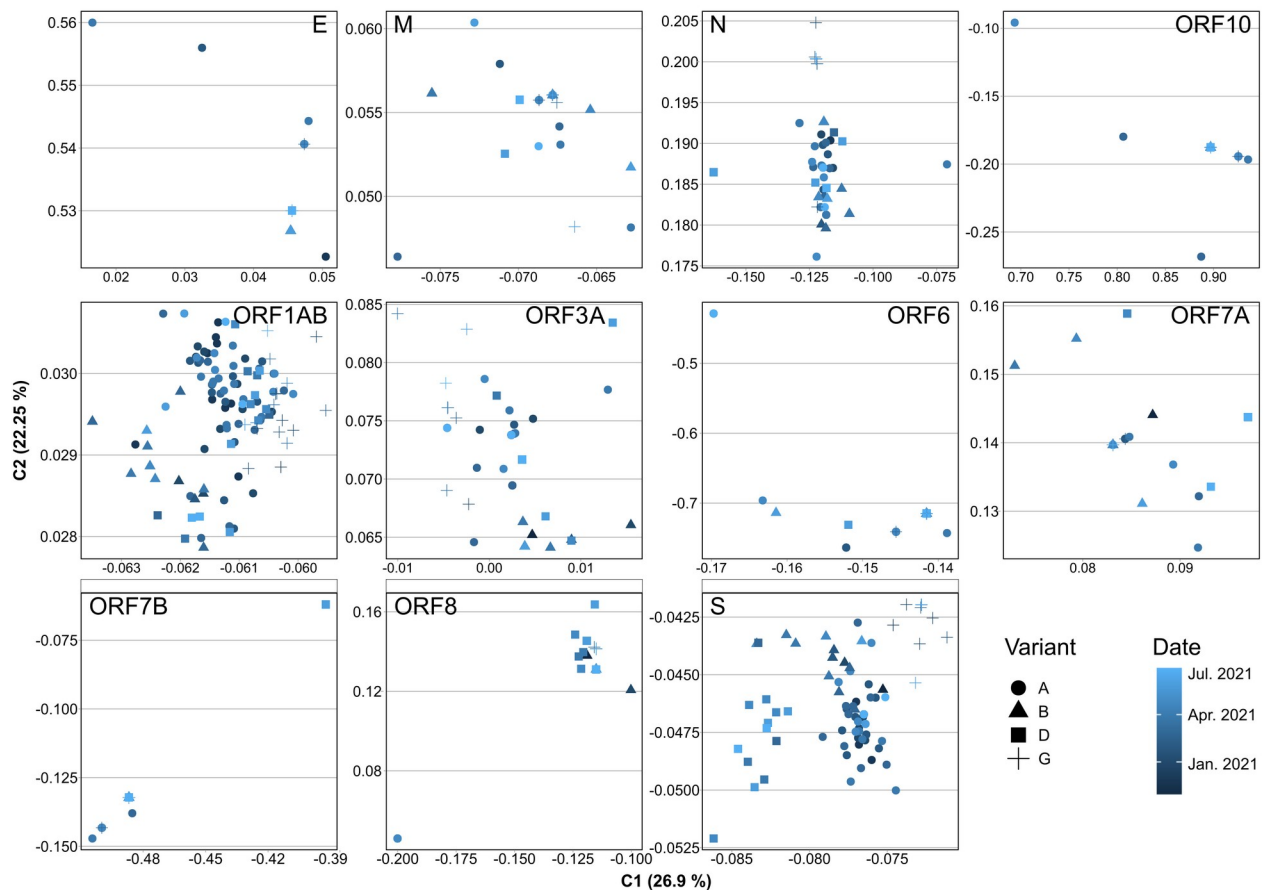 E
0.56
0.55
0.54
0.53
0.02 0.03 0.04 0.05
M
0.060
0.055
0.050
-0.075 -0.070 -0.065
N
0.205
0.200
0.195
0.190
0.185
0.180
0.175
-0.150 -0.125 -0.100 -0.075
ORF10
-0.10
-0.15
-0.20
-0.25
0.70 0.75 0.80 0.85 0.90
ORF1AB
0.030
0.029
0.028
-0.063 -0.062 -0.061 -0.060
ORF3A
0.085
0.080
0.075
0.070
0.065
-0.01 0.00 0.01
ORF6
-0.5
-0.6
-0.7
-0.17 -0.16 -0.15 -0.14
ORF7A
0.16
0.15
0.14
0.13
0.08 0.09
C2 (22.25 %)
ORF7B
-0.075
-0.100
-0.125
-0.150
-0.48 -0.45 -0.42 -0.39
ORF8
0.16
0.12
0.08
-0.200 -0.175 -0.150 -0.125 -0.100
S
-0.0425
-0.0450
-0.0475
-0.0500
-0.0525
-0.085 -0.080 -0.075
Variant
A
B
D
G
Date
Jul. 2021
Apr. 2021
Jan. 2021
C1 (26.9 %)